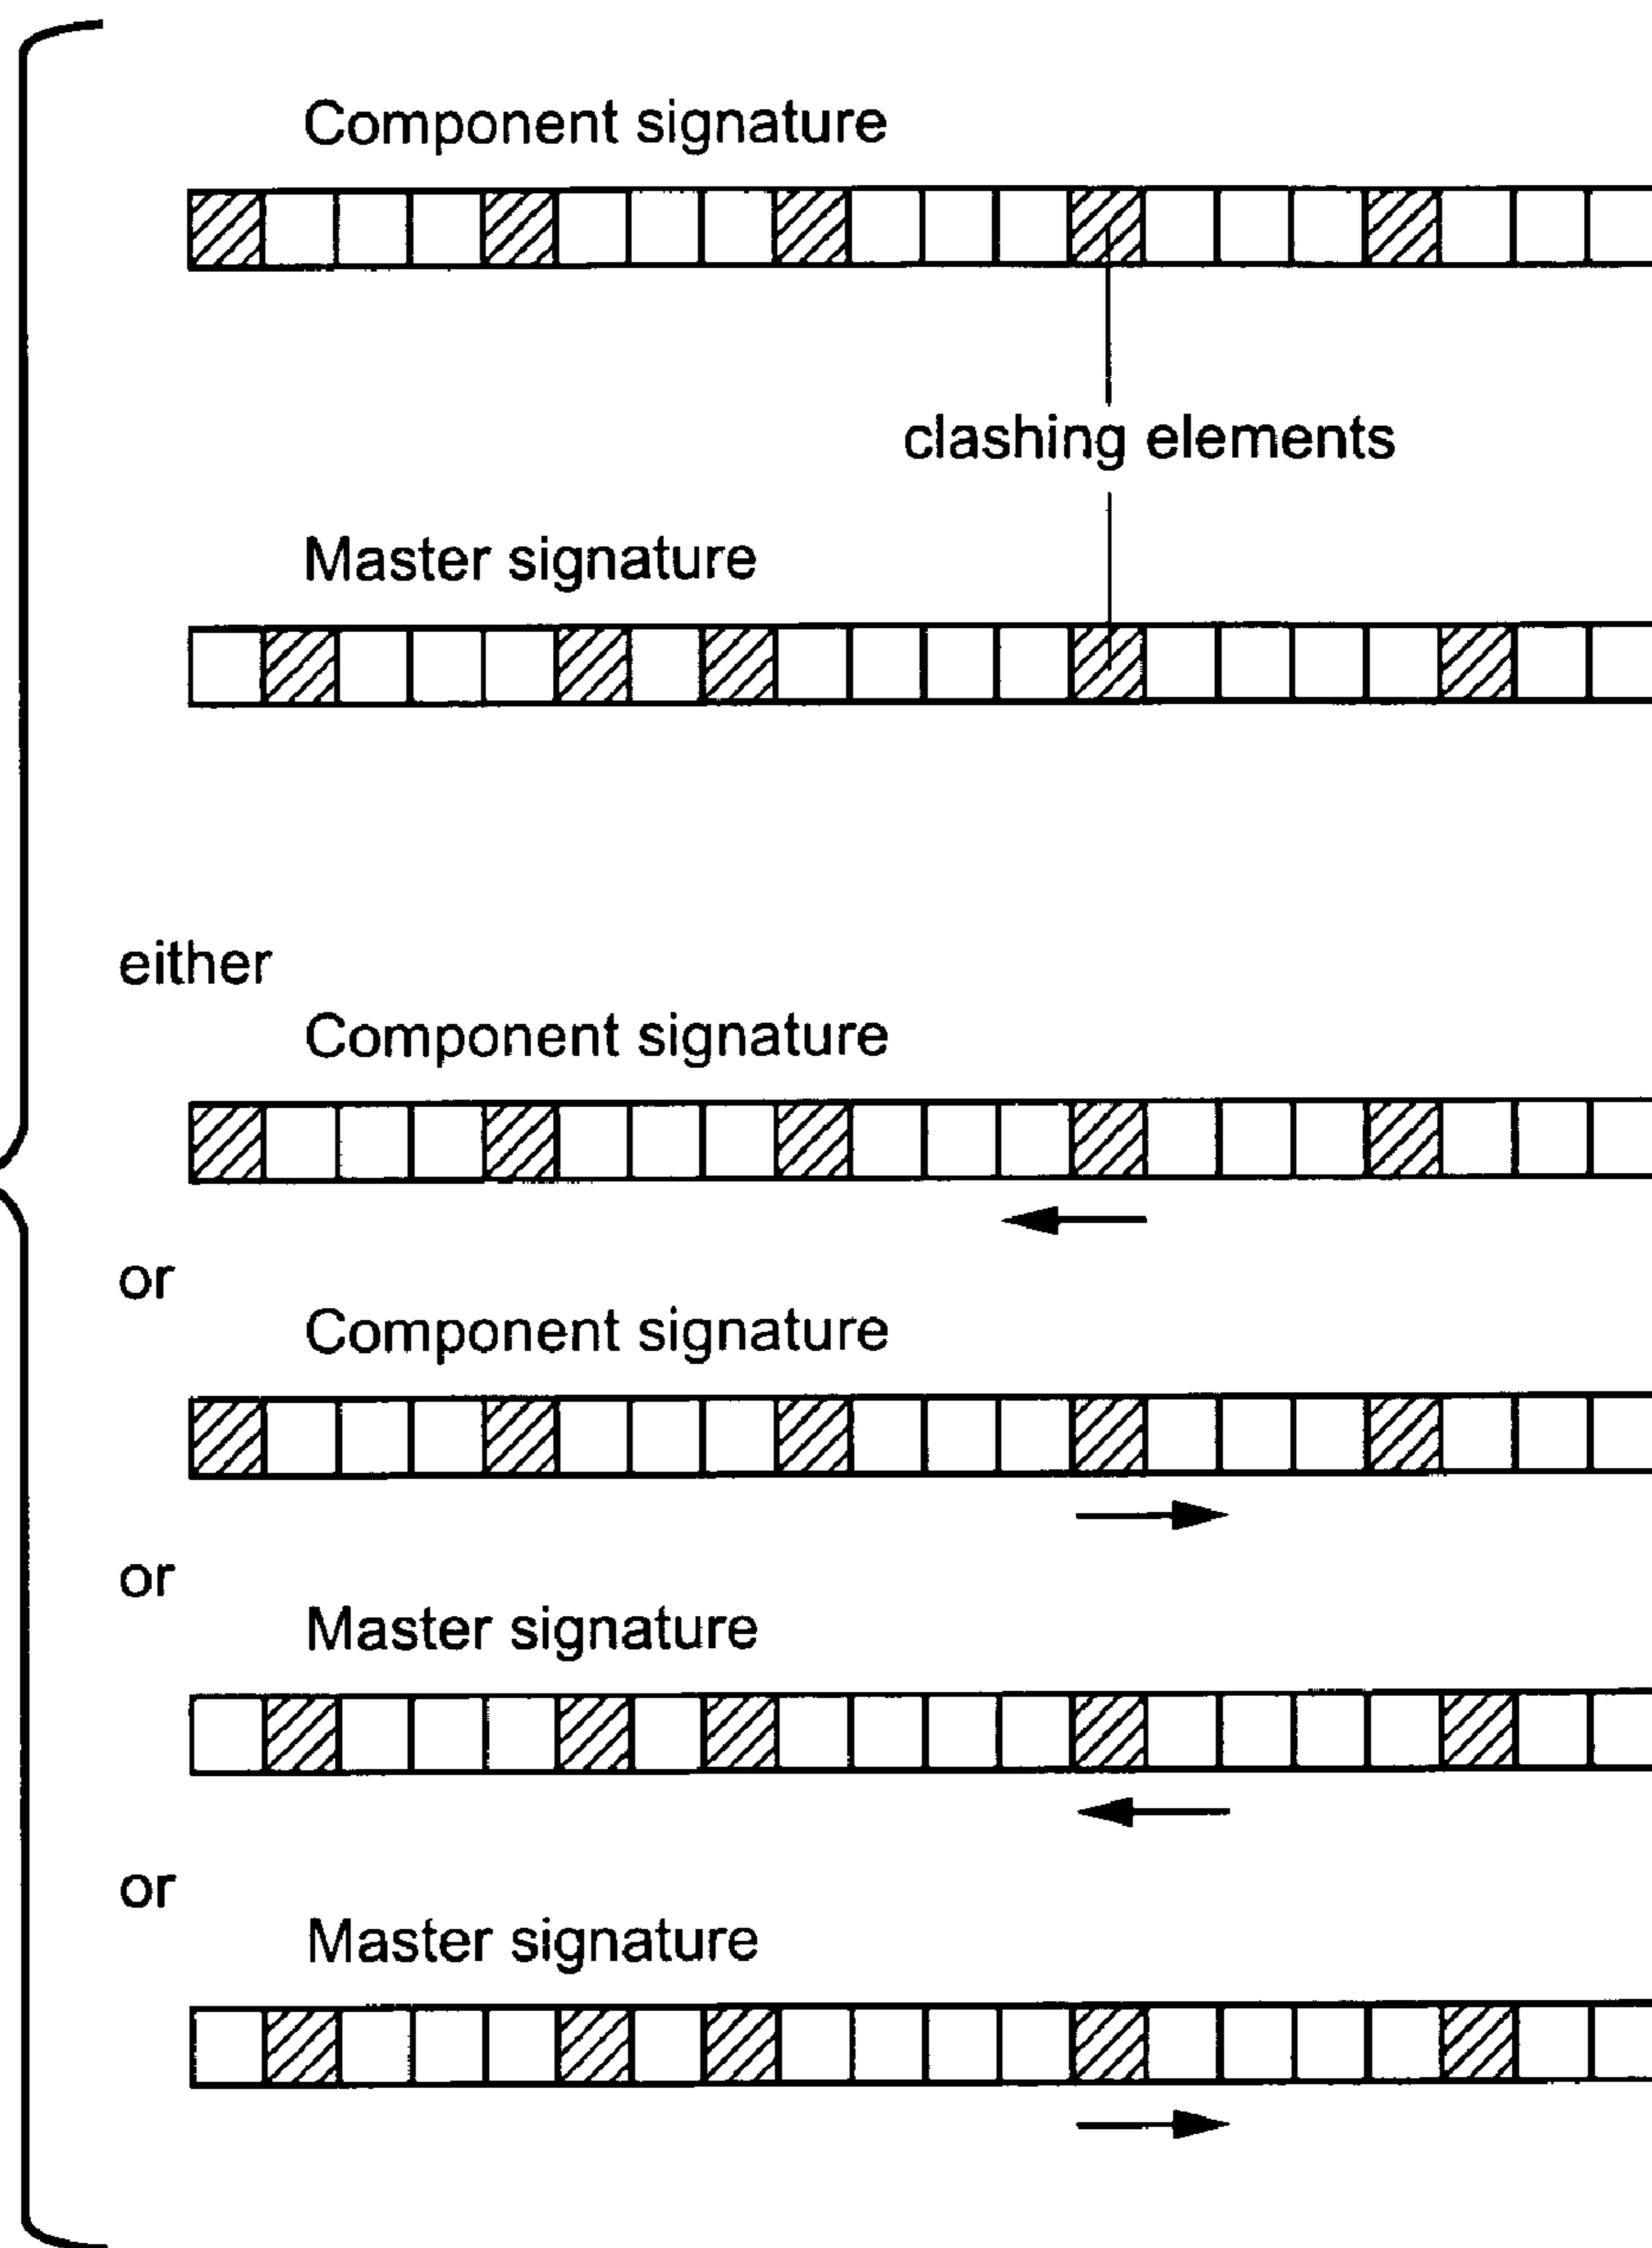 Component signature
clashing elements
Master signature
either
Component signature
or
Component signature
or
Master signature
or
Master signature